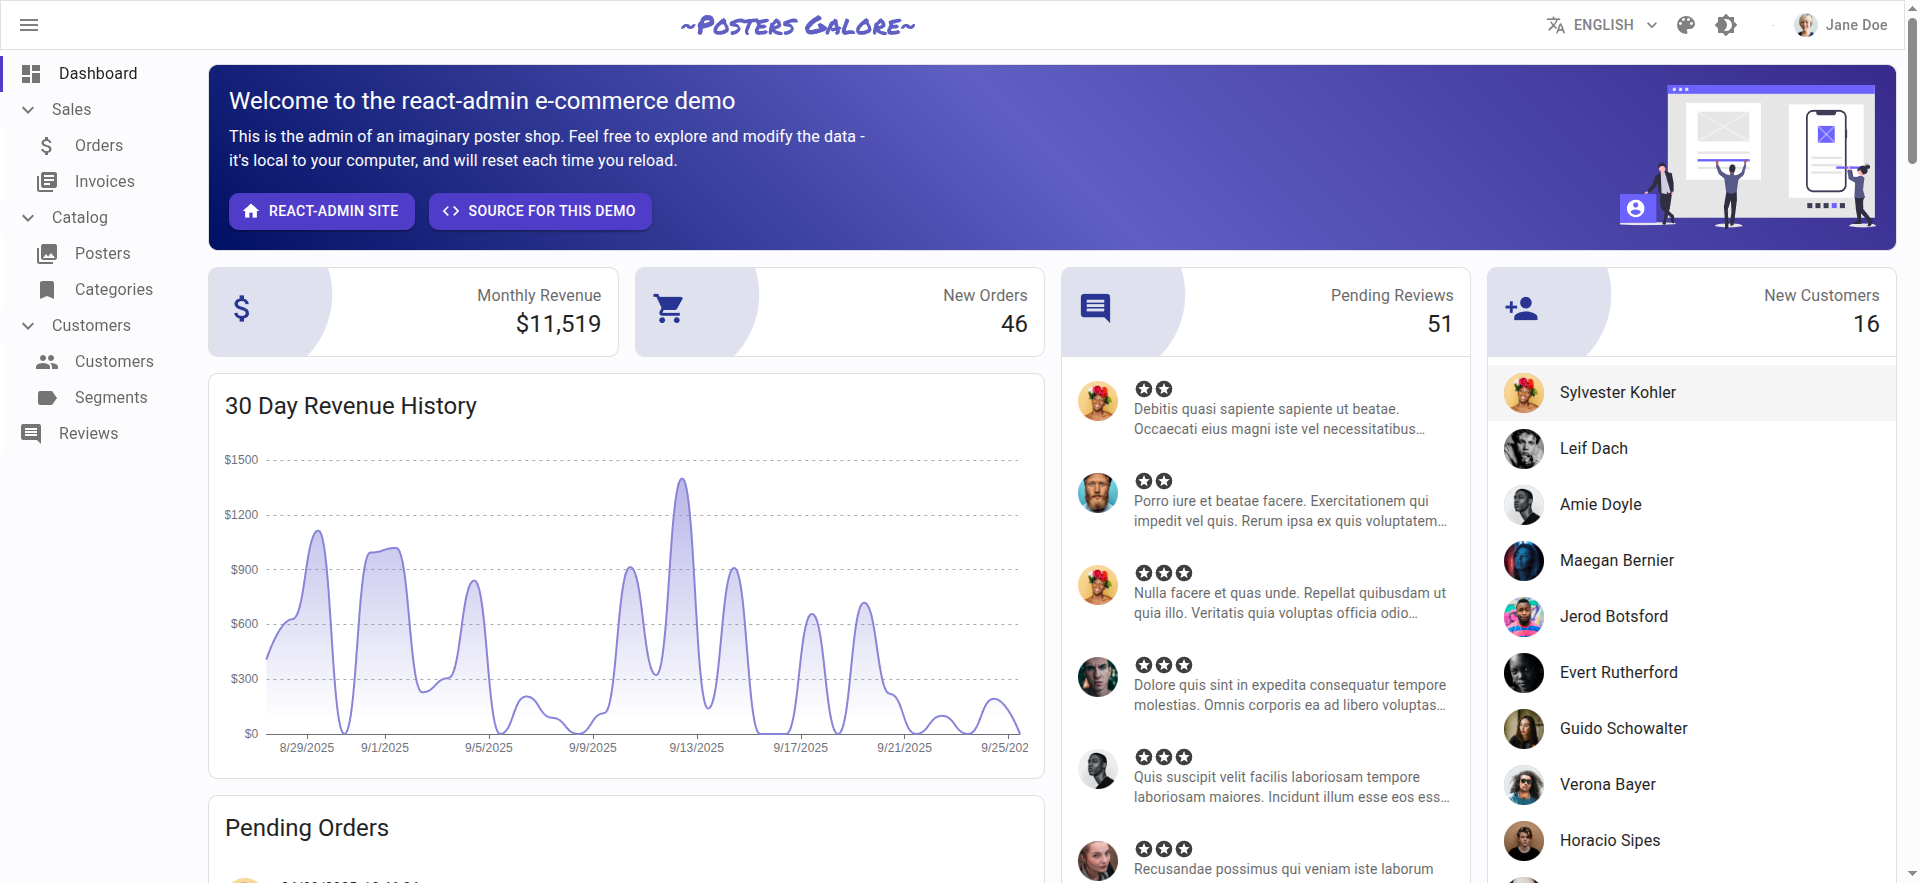 ~Posters Galore~
ENGLISH
Jane Doe
Dashboard
Sales
Orders
Invoices
Catalog
Posters
Categories
Customers
Customers
Segments
Reviews
Welcome to the react-admin e-commerce demo
This is the admin of an imaginary poster shop. Feel free to explore and modify the data -
it's local to your computer, and will reset each time you reload.
REACT-ADMIN SITE
SOURCE FOR THIS DEMO
Monthly Revenue
$11,519
New Orders
46
Pending Reviews
51
New Customers
16
30 Day Revenue History
$1500
$1200
$900
$600
$300
$0
8/29/2025
9/1/2025
9/5/2025
9/9/2025
9/13/2025
9/17/2025
9/21/2025
9/25/202
Pending Orders
Debitis quasi sapiente sapiente ut beatae.
Occaecati eius magni iste vel necessitatibus…
Porro iure et beatae facere. Exercitationem qui
impedit vel quis. Rerum ipsa ex quis voluptatem…
Nulla facere et quas unde. Repellat quibusdam ut
quia illo. Veritatis quia voluptas officia odio…
Dolore quis sint in expedita consequatur tempore
molestias. Omnis corporis ea ad libero voluptas…
Quis suscipit velit facilis laboriosam tempore
laboriosam maiores. Incidunt illum esse eos ess…
Recusandae possimus qui veniam iste laborum
Sylvester Kohler
Leif Dach
Amie Doyle
Maegan Bernier
Jerod Botsford
Evert Rutherford
Guido Schowalter
Verona Bayer
Horacio Sipes